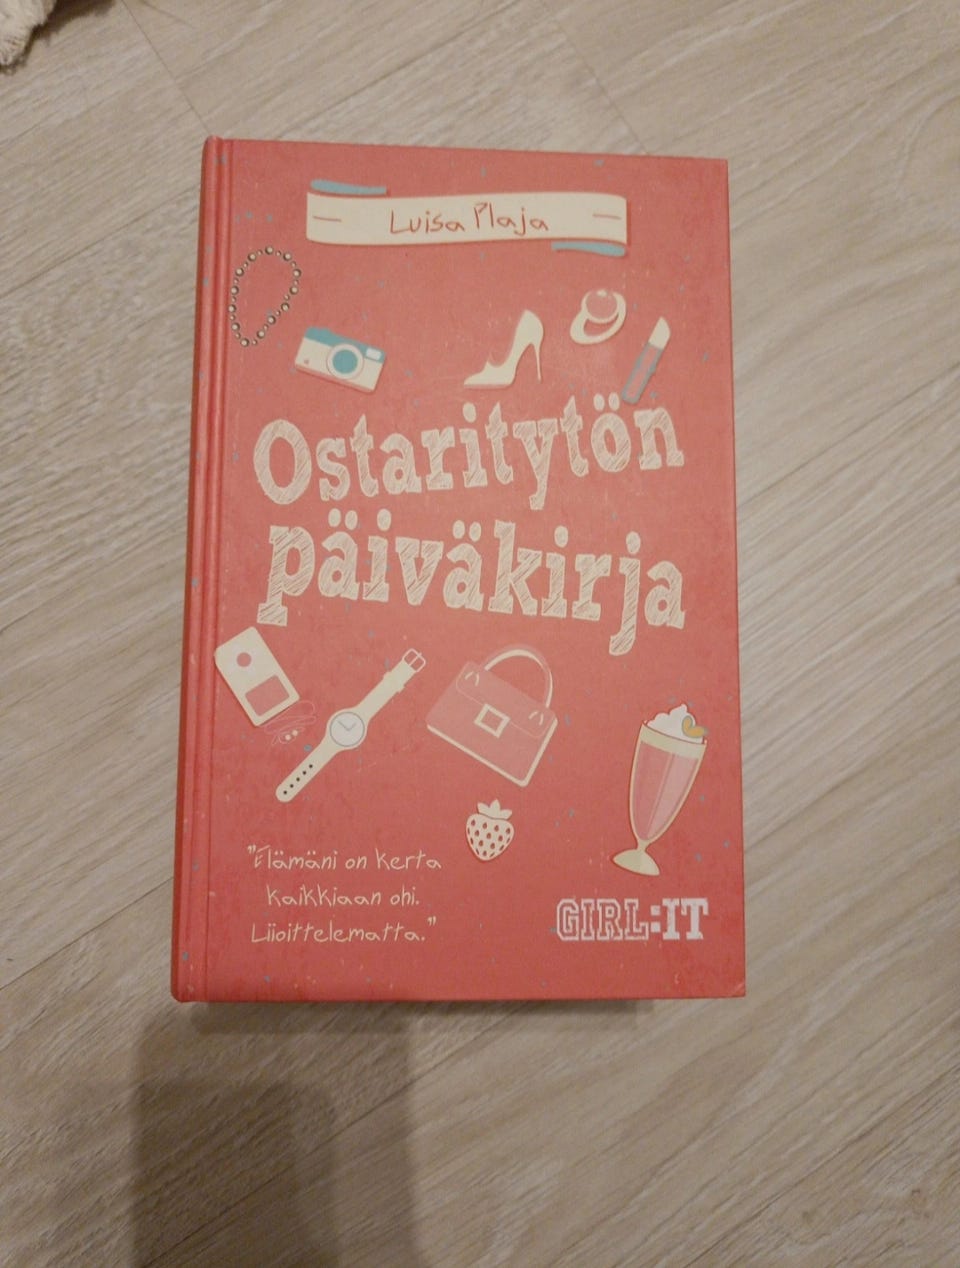 Luisa Plaja
Ostaritytön
päiväkirja
"Elämäni on kerta
kaikkiaan ohi.
Liioittelematta."
GIRL:IT